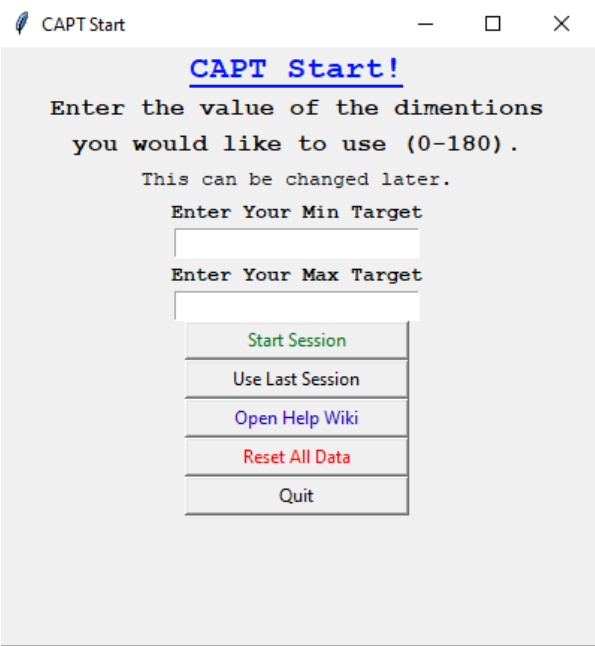 CAPT Start
CAPT Start!
Enter the value of the dimentions
you would like to use (0-180).
This can be changed later.
Enter Your Min Target
Enter Your Max Target
Start Session
Use Last Session
Open Help Wiki
Reset All Data
Quit